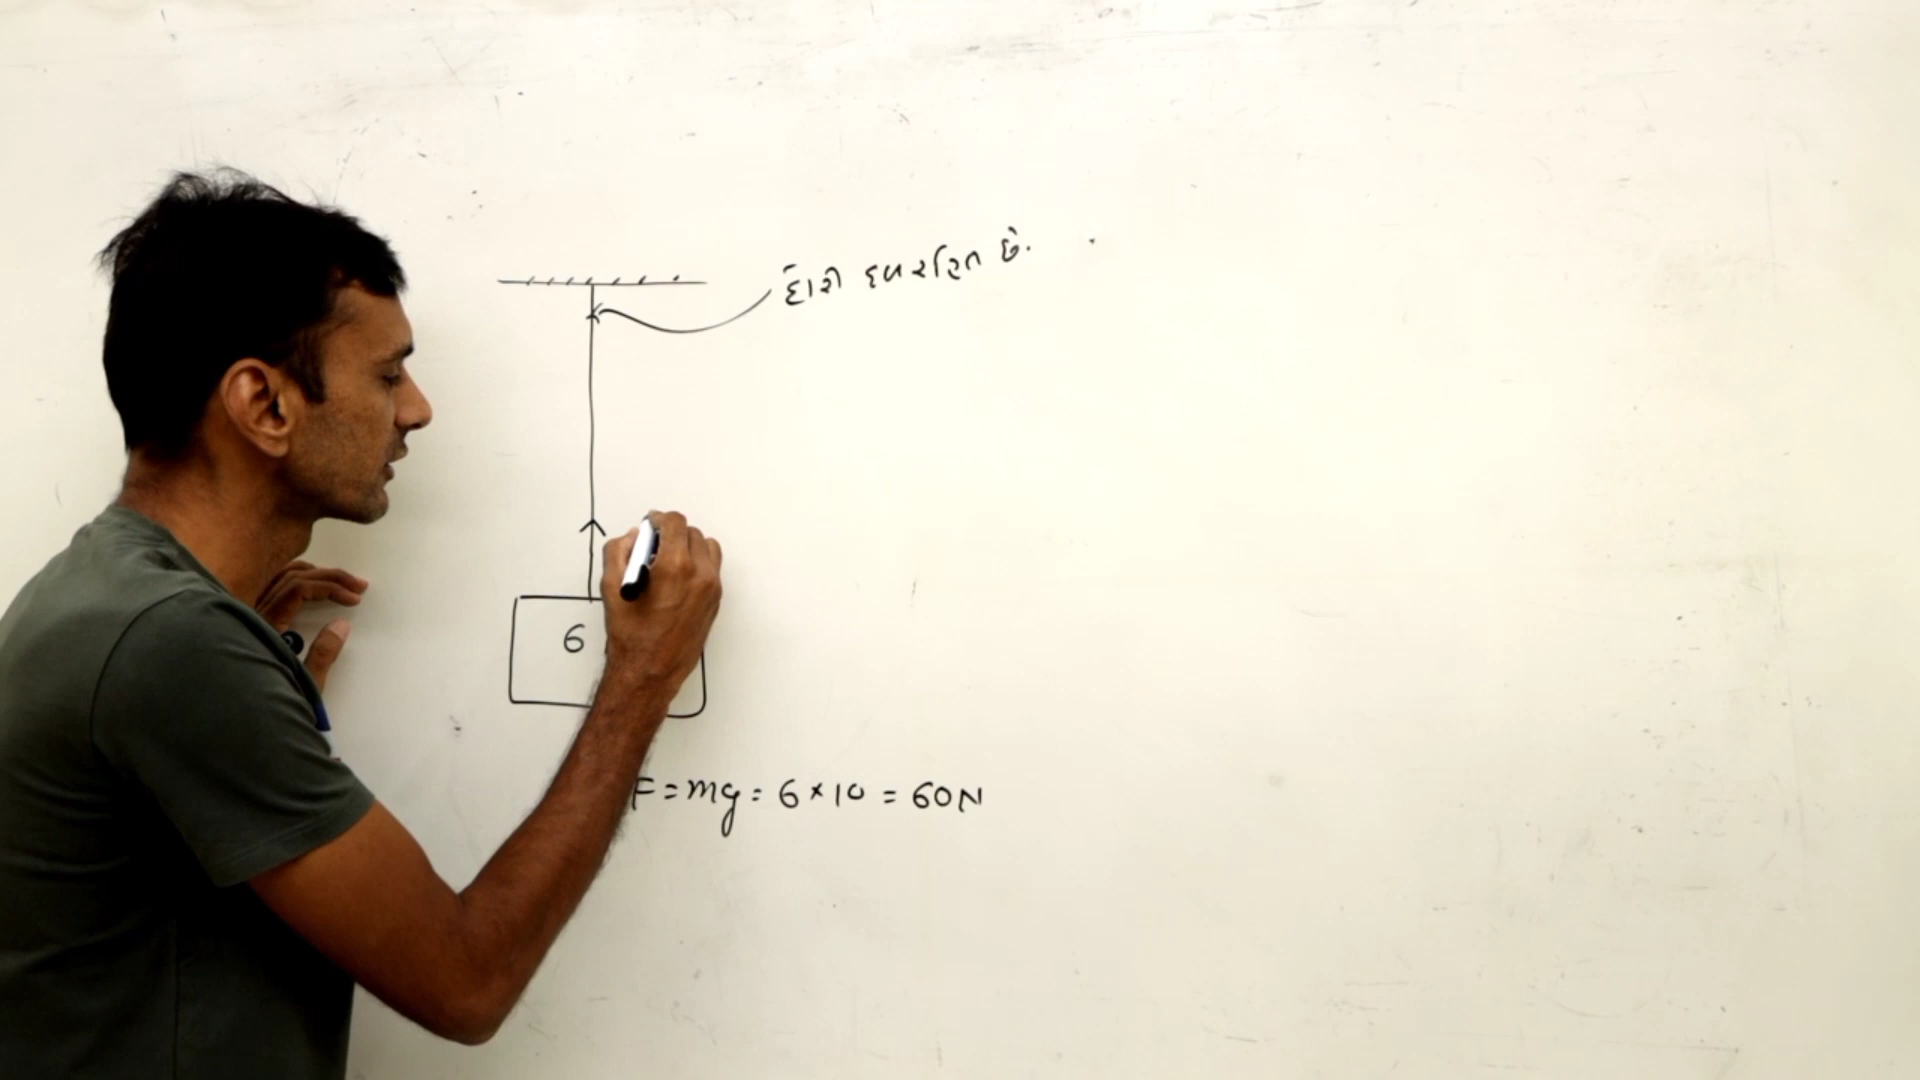 દોરી દળરહિત છે.
6
F = mg = 6 × 10 = 60N